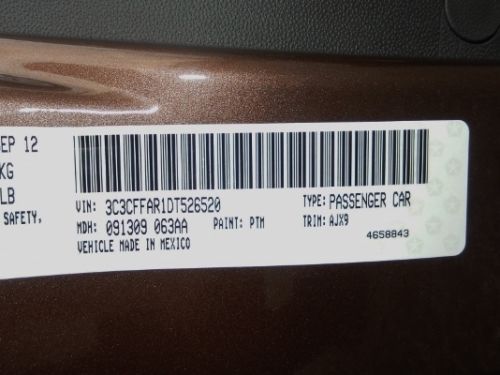 SEP 12
KG
LB
SAFETY,
VIN: 3C3CFFAR1DT526520 TYPE: PASSENGER CAR
MDH: 091309 063AA PAINT: PTM TRIM: AJX9
VEHICLE MADE IN MEXICO 4658843